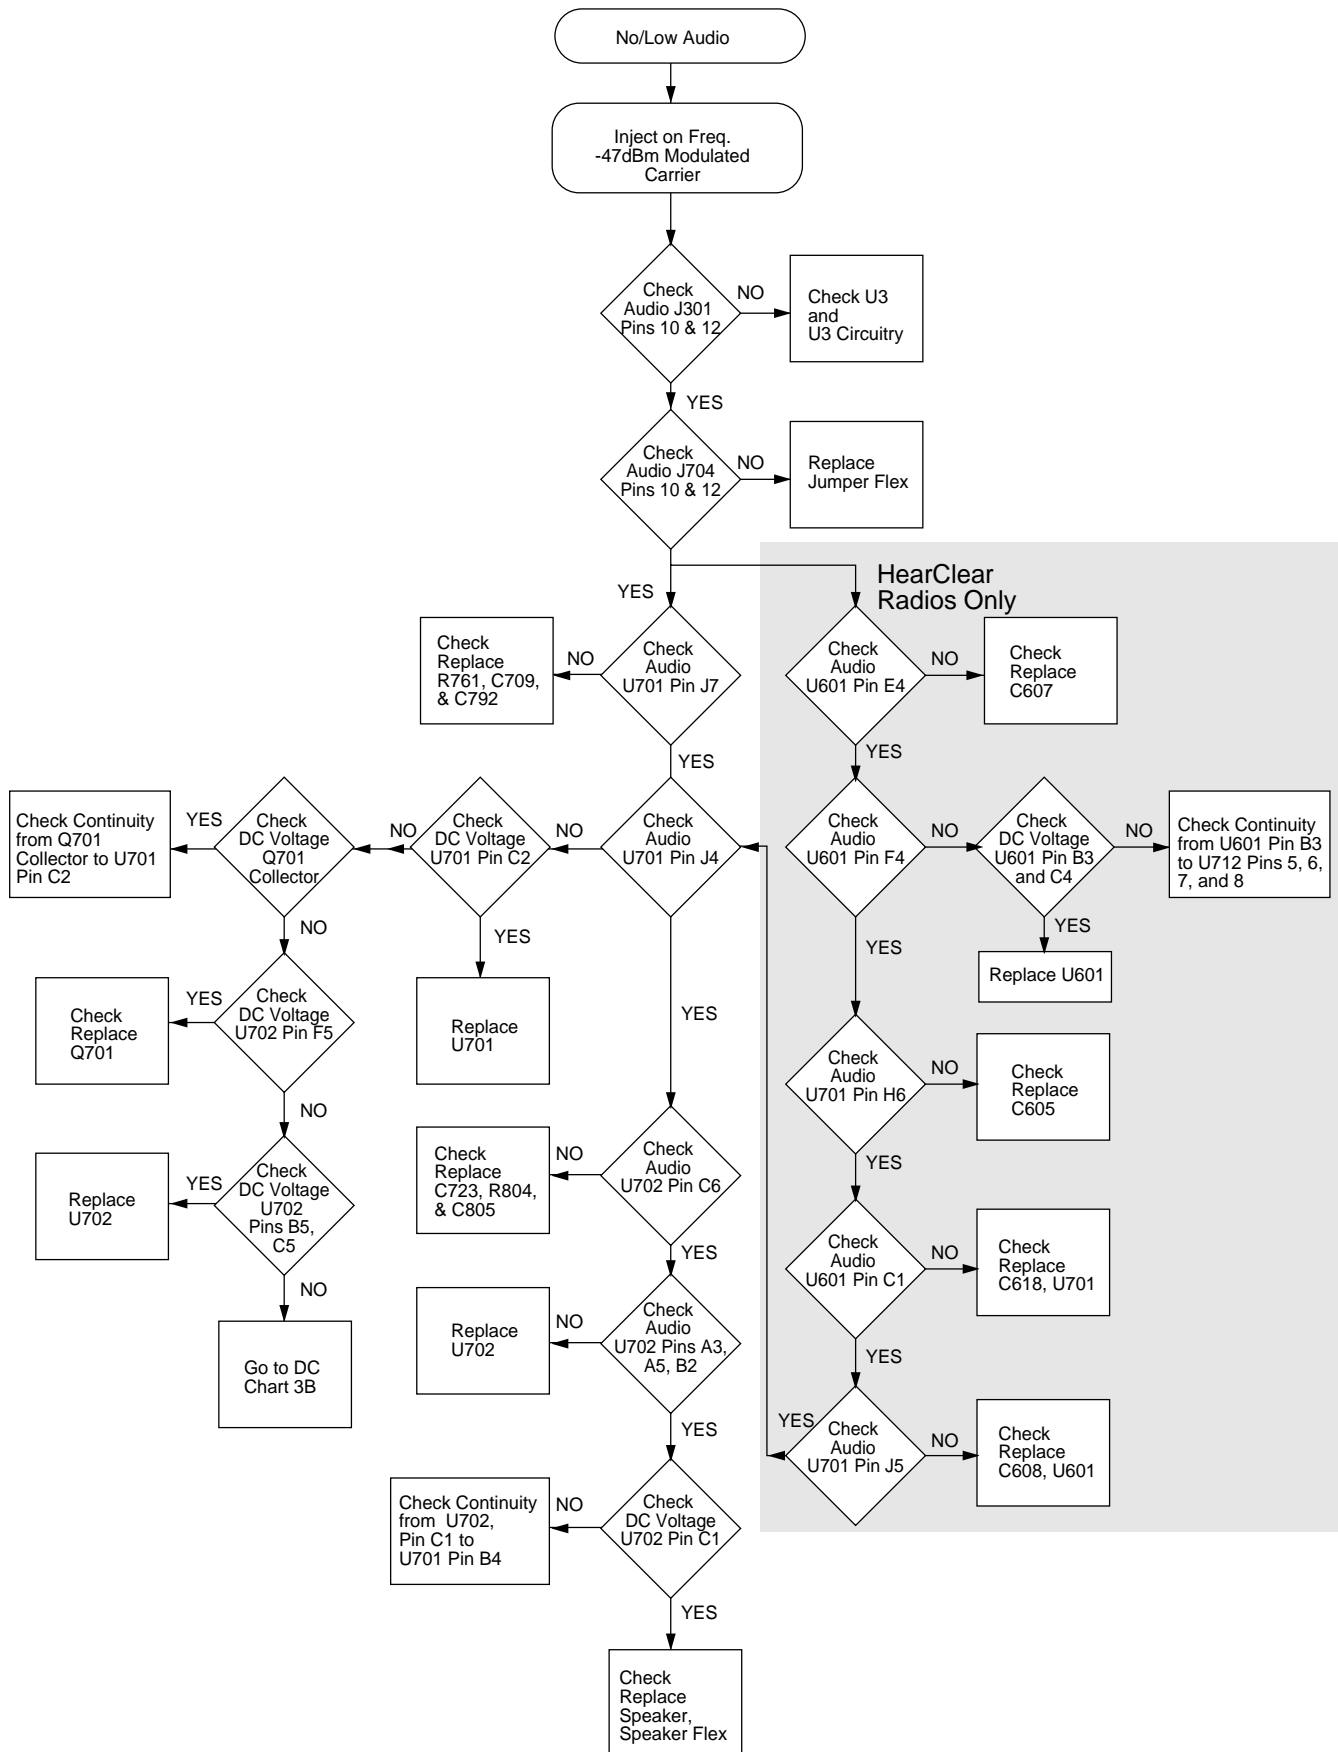 No/Low Audio
Inject on Freq.
-47dBm Modulated
Carrier
Check
Audio J301
Pins 10 & 12
NO
Check U3
and
U3 Circuitry
YES
Check
Audio J704
Pins 10 & 12
NO
Replace
Jumper Flex
HearClear
Radios Only
YES
Check
Audio
U701 Pin J7
NO
Check
Replace
R761, C709,
& C792
Check
Audio
U601 Pin E4
NO
Check
Replace
C607
YES
YES
Check Continuity
from Q701
Collector to U701
Pin C2
YES
Check
DC Voltage
Q701
Collector
NO
Check
DC Voltage
U701 Pin C2
NO
Check
Audio
U701 Pin J4
Check
Audio
U601 Pin F4
NO
Check
DC Voltage
U601 Pin B3
and C4
NO
Check Continuity
from U601 Pin B3
to U712 Pins 5, 6,
7, and 8
NO
YES
YES
YES
YES
Replace U601
Check
Replace
Q701
YES
Check
DC Voltage
U702 Pin F5
Replace
U701
Check
Audio
U701 Pin H6
NO
Check
Replace
C605
NO
YES
Replace
U702
YES
Check
DC Voltage
U702
Pins B5,
C5
Check
Replace
C723, R804,
& C805
NO
Check
Audio
U702 Pin C6
YES
Check
Audio
U601 Pin C1
NO
Check
Replace
C618, U701
NO
Go to DC
Chart 3B
Replace
U702
NO
Check
Audio
U702 Pins A3,
A5, B2
YES
YES
YES
Check
Audio
U701 Pin J5
NO
Check
Replace
C608, U601
Check Continuity
from U702,
Pin C1 to
U701 Pin B4
NO
Check
DC Voltage
U702 Pin C1
YES
Check
Replace
Speaker,
Speaker Flex